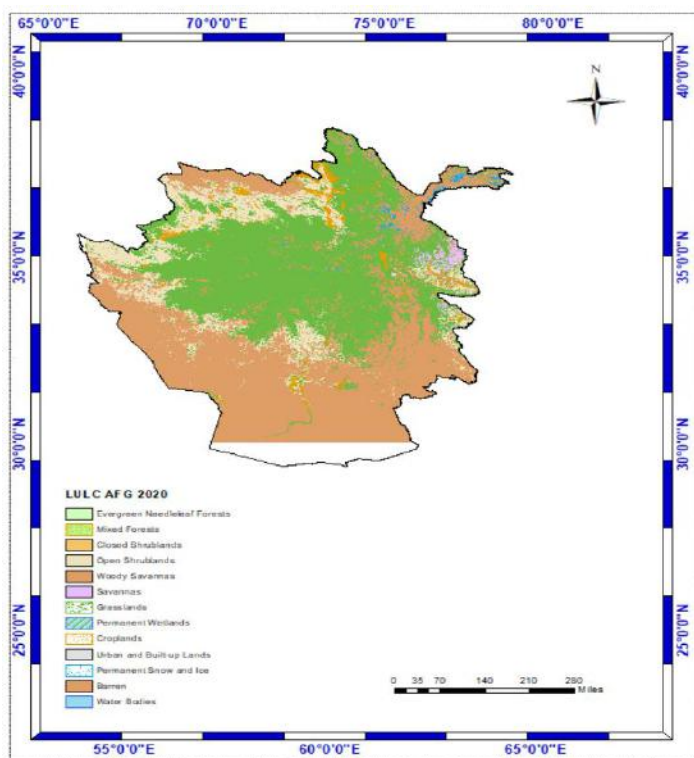 65°0'0"E 70°0'0"E 75°0'0"E 80°0'0"E
40°0'0"N 40°0'0"N
N
35°0'0"N 35°0'0"N
30°0'0"N 30°0'0"N
LULC AFG 2020
Evergreen Needleleaf Forests
Mixed Forests
Closed Shrublands
Open Shrublands
Woody Savannas
Savannas
Grasslands
Permanent Wetlands
Croplands
Urban and Built-up Lands
Permanent Snow and Ice
Barren
Water Bodies
25°0'0"N 25°0'0"N
0 35 70 140 210 280
Miles
55°0'0"E 60°0'0"E 65°0'0"E